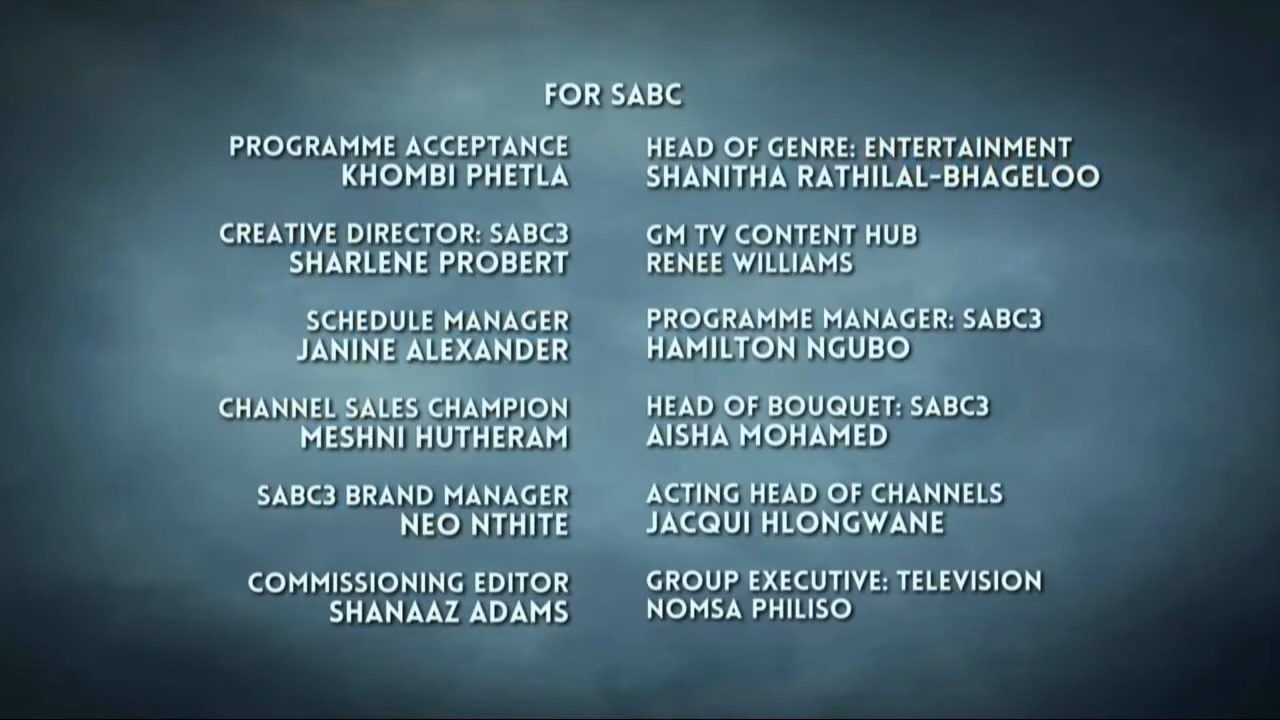 FOR SABC
PROGRAMME ACCEPTANCE
KHOMBI PHETLA
CREATIVE DIRECTOR: SABC3
SHARLENE PROBERT
SCHEDULE MANAGER
JANINE ALEXANDER
CHANNEL SALES CHAMPION
MESHNI HUTHERAM
SABC3 BRAND MANAGER
NEO NTHITE
COMMISSIONING EDITOR
SHANAAZ ADAMS
HEAD OF GENRE: ENTERTAINMENT
SHANITHA RATHILAL-BHAGELOO
GM TV CONTENT HUB
RENEE WILLIAMS
PROGRAMME MANAGER: SABC3
HAMILTON NGUBO
HEAD OF BOUQUET: SABC3
AISHA MOHAMED
ACTING HEAD OF CHANNELS
JACQUI HLONGWANE
GROUP EXECUTIVE: TELEVISION
NOMSA PHILISO